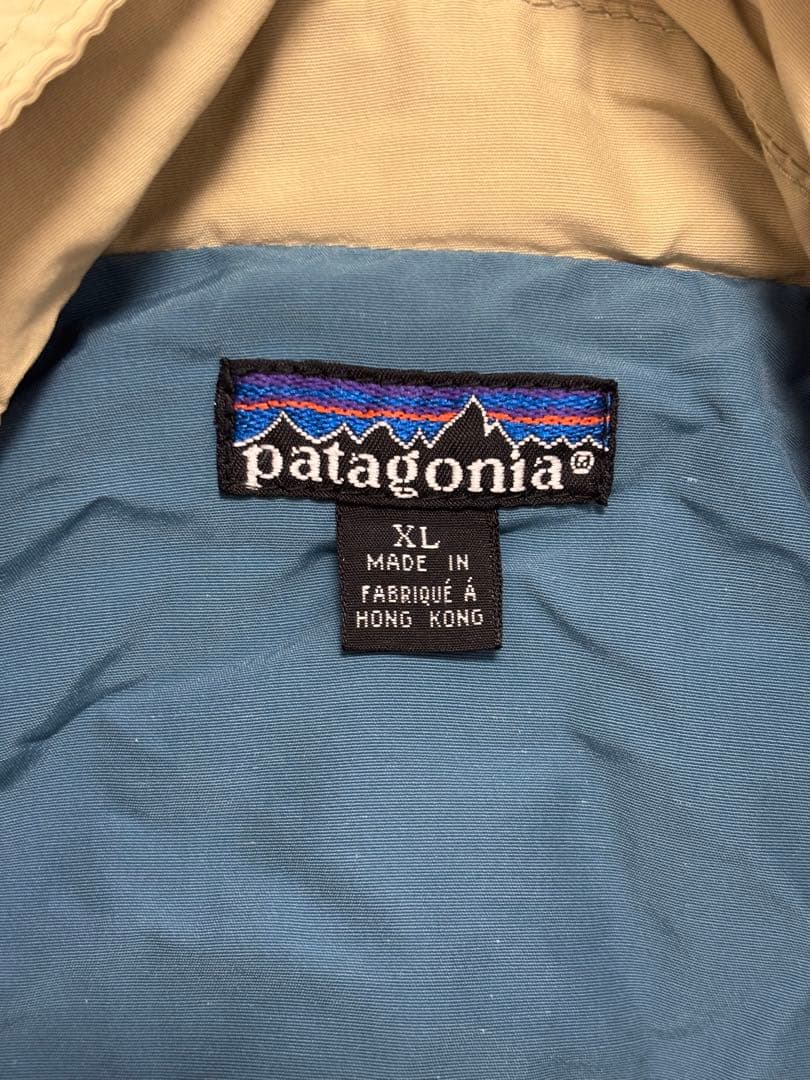 patagonia®
XL
MADE IN
FABRIQUÉ Á
HONG KONG